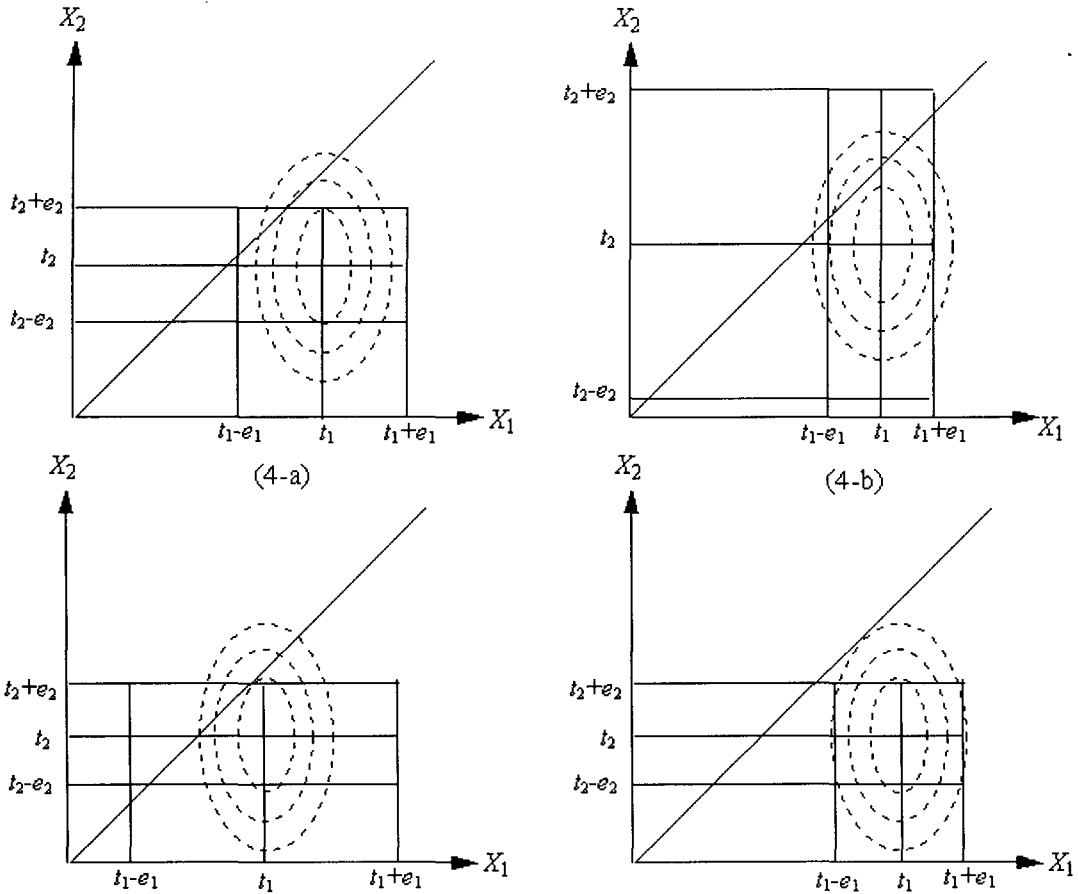 X₂
t₂+e₂
t₂
t₂-e₂
t₁-e₁ t₁ t₁+e₁ X₁
(4-a)
X₂
t₂+e₂
t₂
t₂-e₂
t₁-e₁ t₁ t₁+e₁ X₁
(4-b)
X₂
t₂+e₂
t₂
t₂-e₂
t₁-e₁ t₁ t₁+e₁ X₁
X₂
t₂+e₂
t₂
t₂-e₂
t₁-e₁ t₁ t₁+e₁ X₁